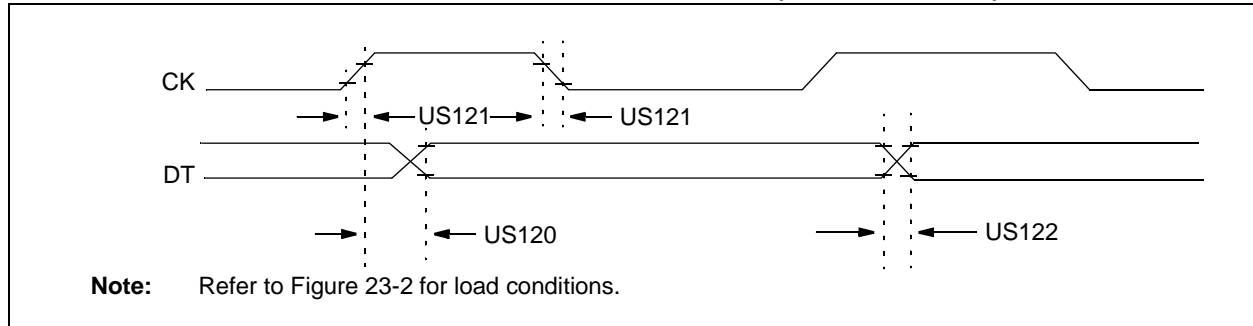 CK
US121 US121
DT
US120 US122
Note: Refer to Figure 23-2 for load conditions.